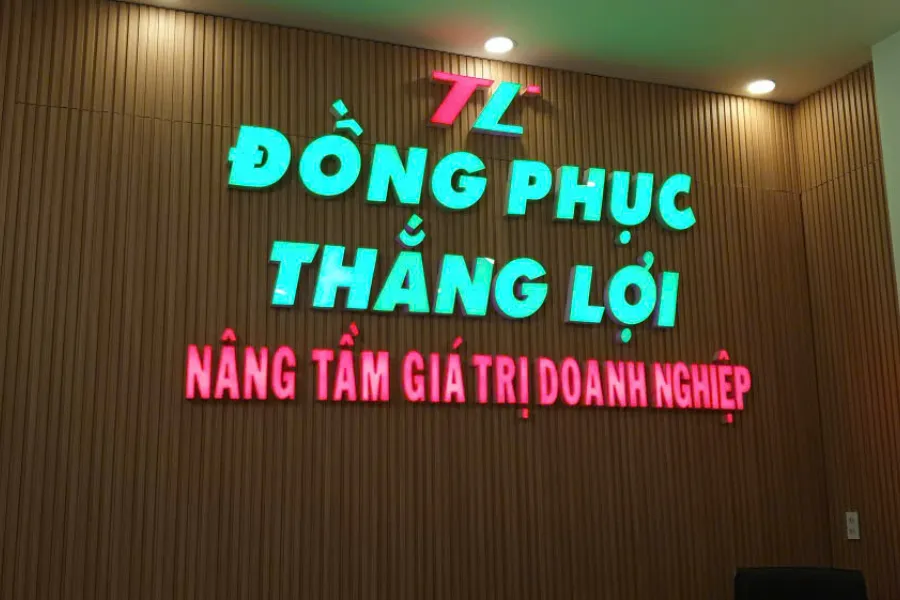 TL
ĐỒNG PHỤC
THẮNG LỢI
NÂNG TẦM GIÁ TRỊ DOANH NGHIỆP